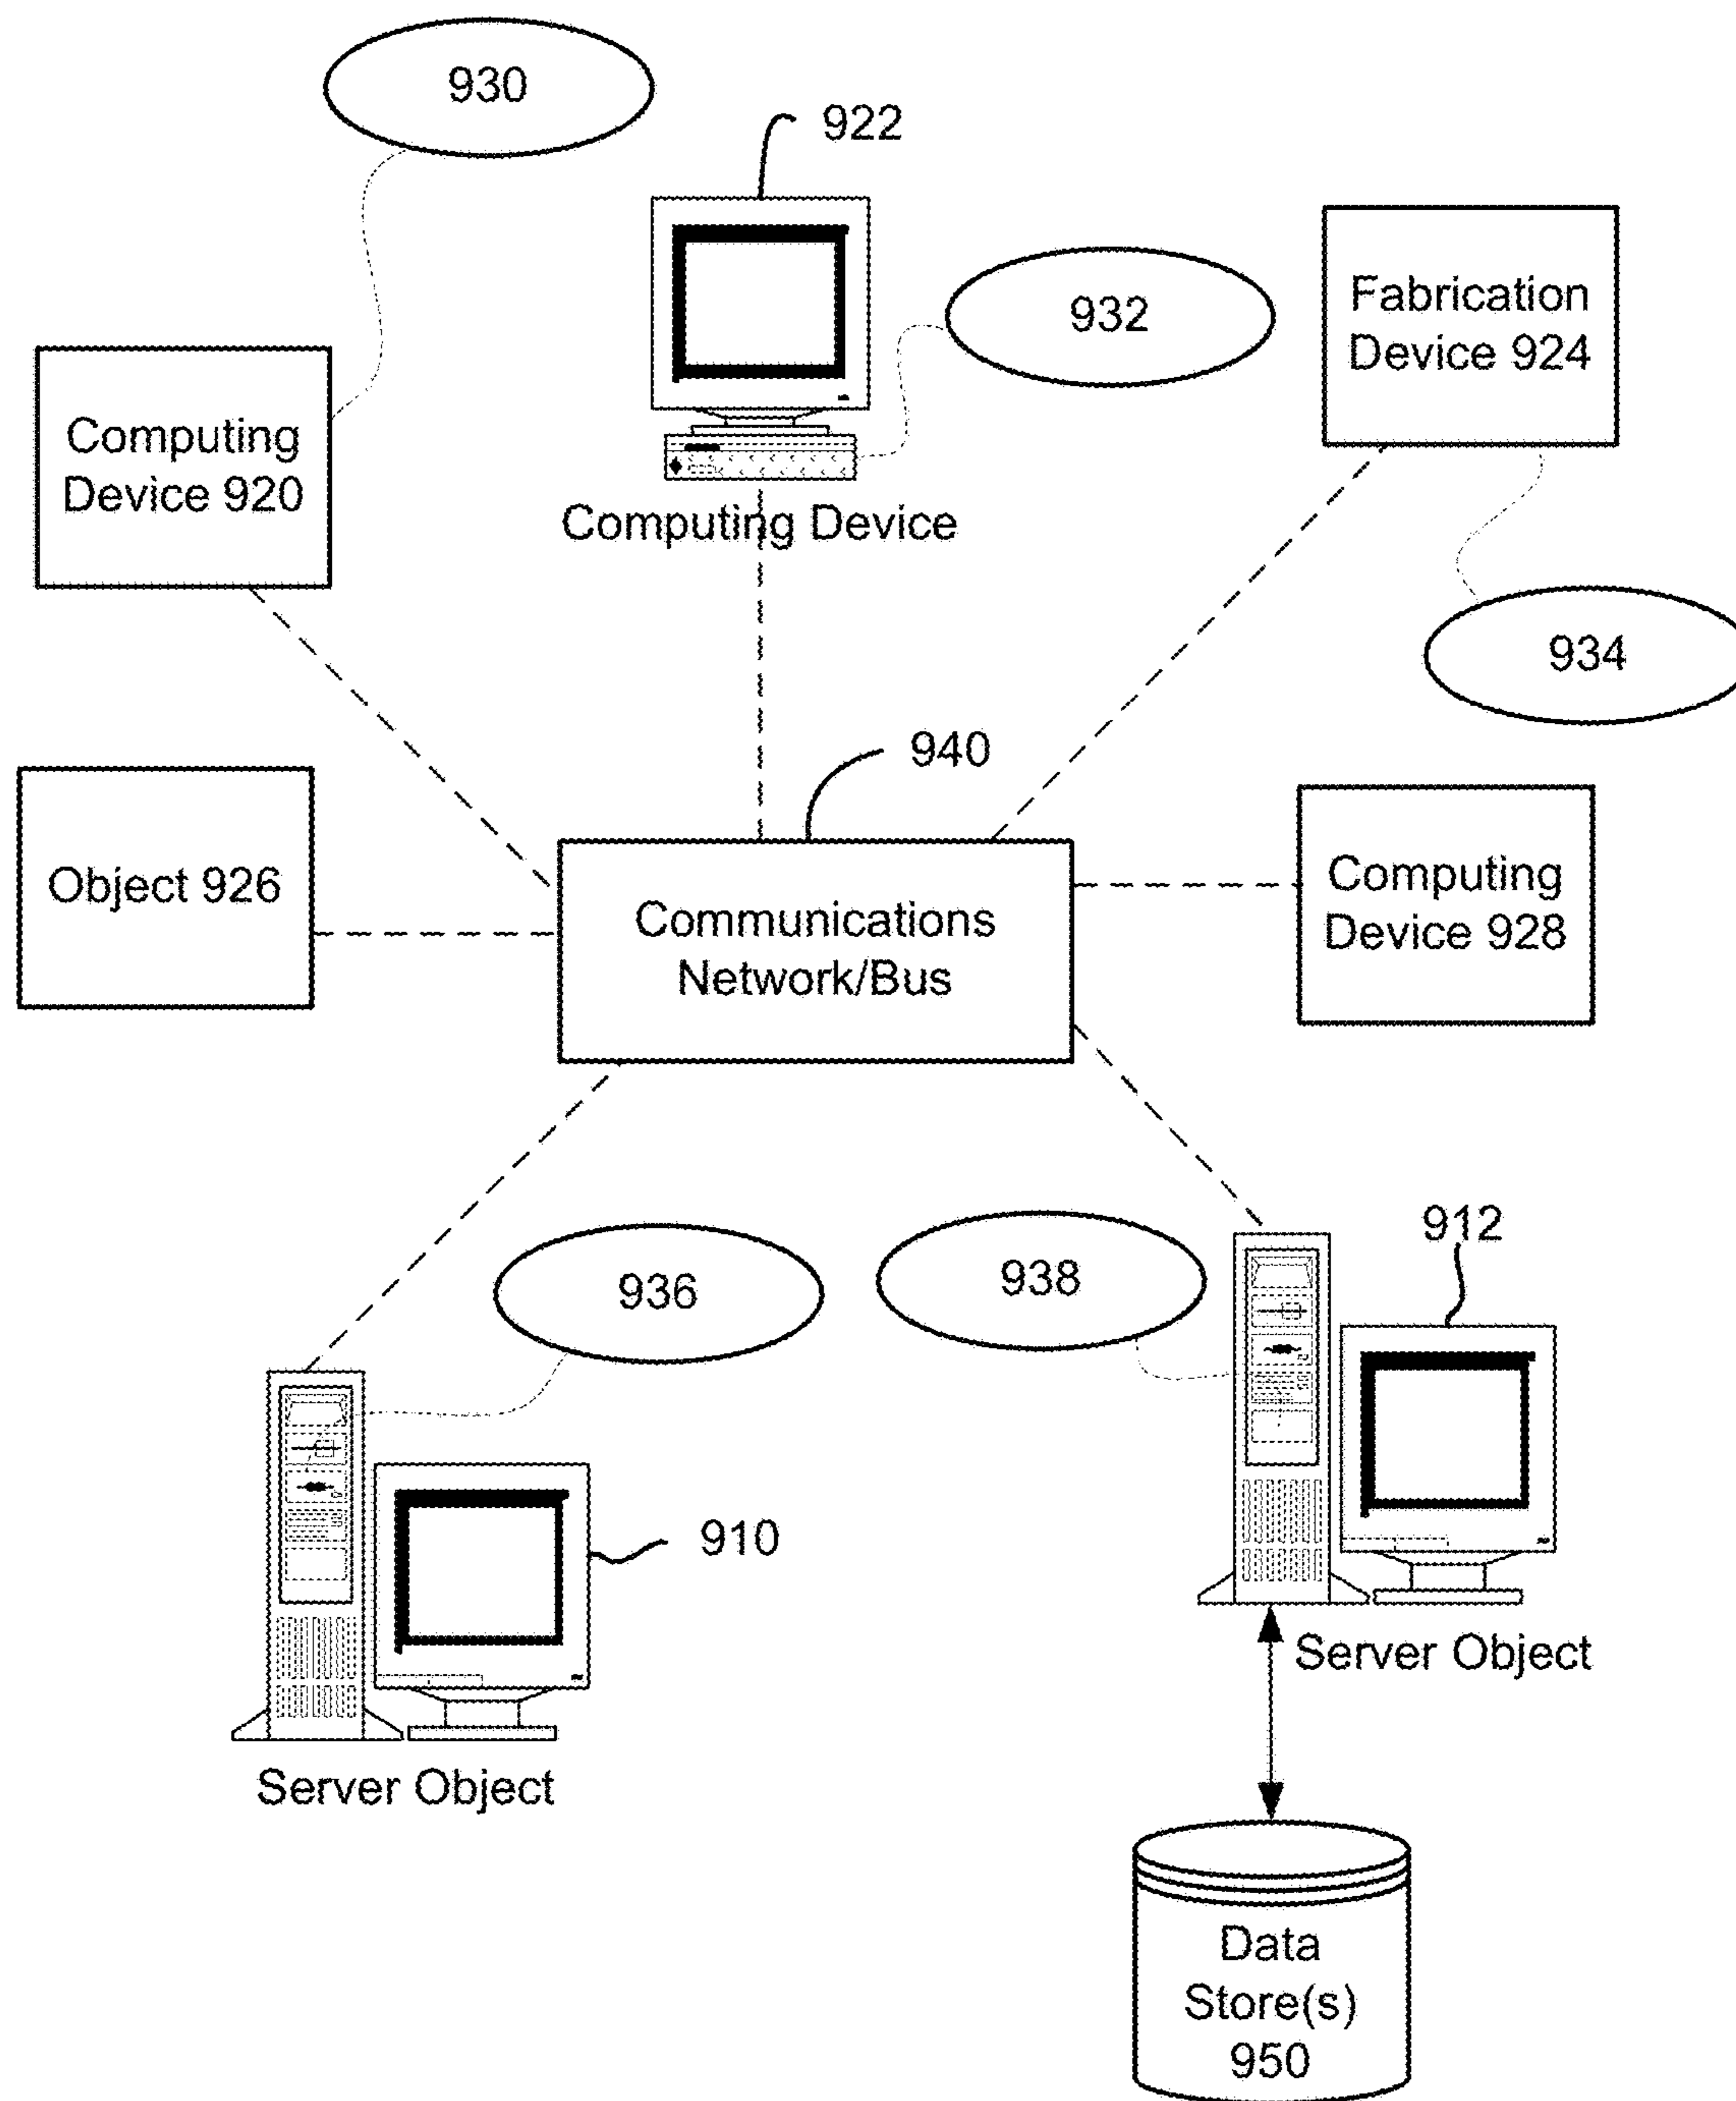 930
922
932
Fabrication
Device 924
Computing
Device 920
Computing Device
934
940
Object 926
Communications
Network/Bus
Computing
Device 928
936
938
912
910
Server Object
Server Object
Data
Store(s)
950